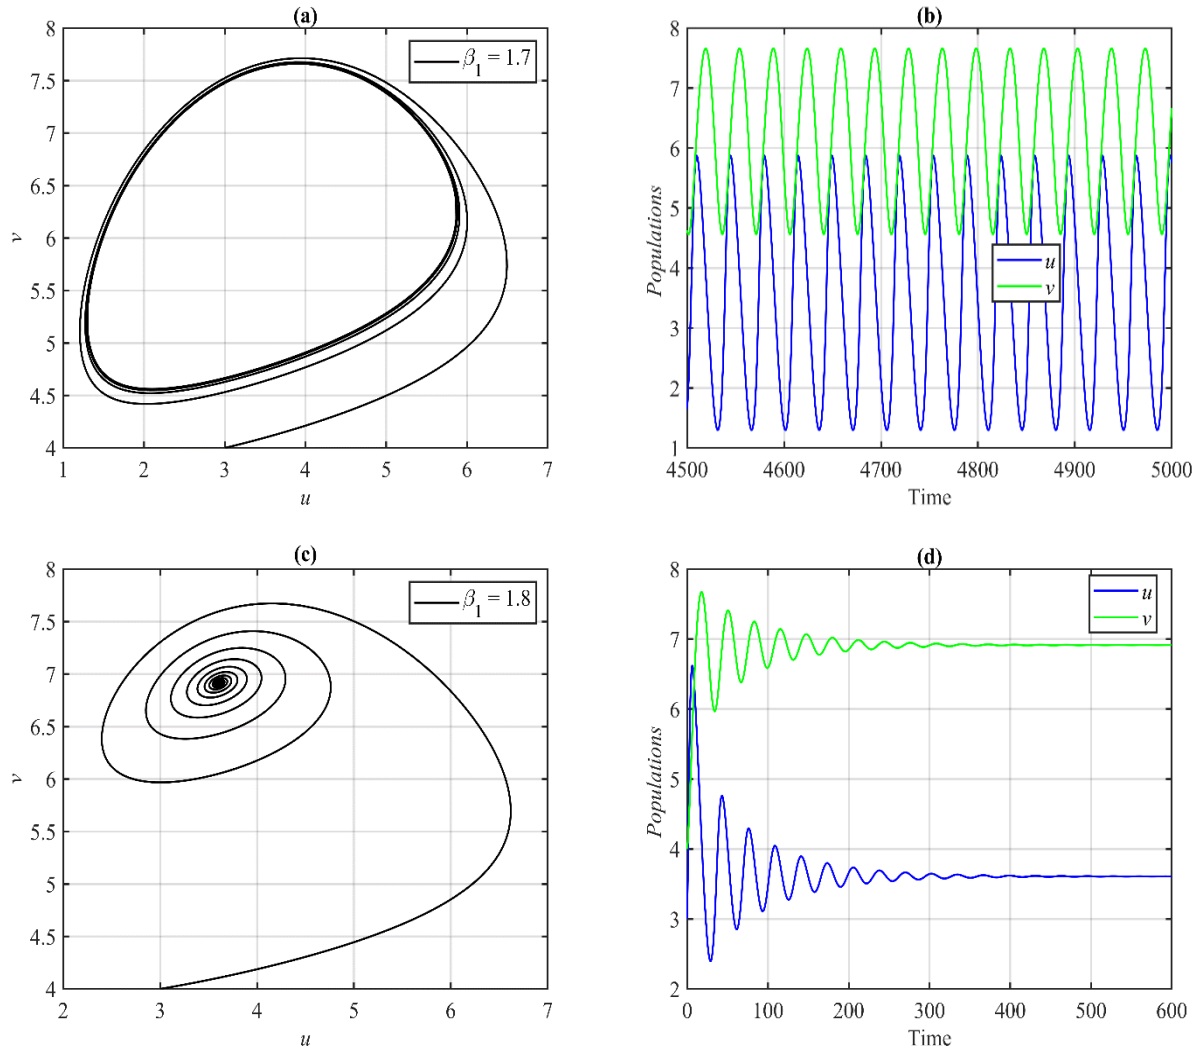 (a)
8
7.5
7
6.5
6
5.5
5
4.5
4
v
1 2 3 4 5 6 7
u
β₁ = 1.7
(b)
8
7
6
5
4
3
2
1
Populations
4500 4600 4700 4800 4900 5000
Time
u
v
(c)
8
7.5
7
6.5
6
5.5
5
4.5
4
v
2 3 4 5 6 7
u
β₁ = 1.8
(d)
8
7
6
5
4
3
2
Populations
0 100 200 300 400 500 600
Time
u
v